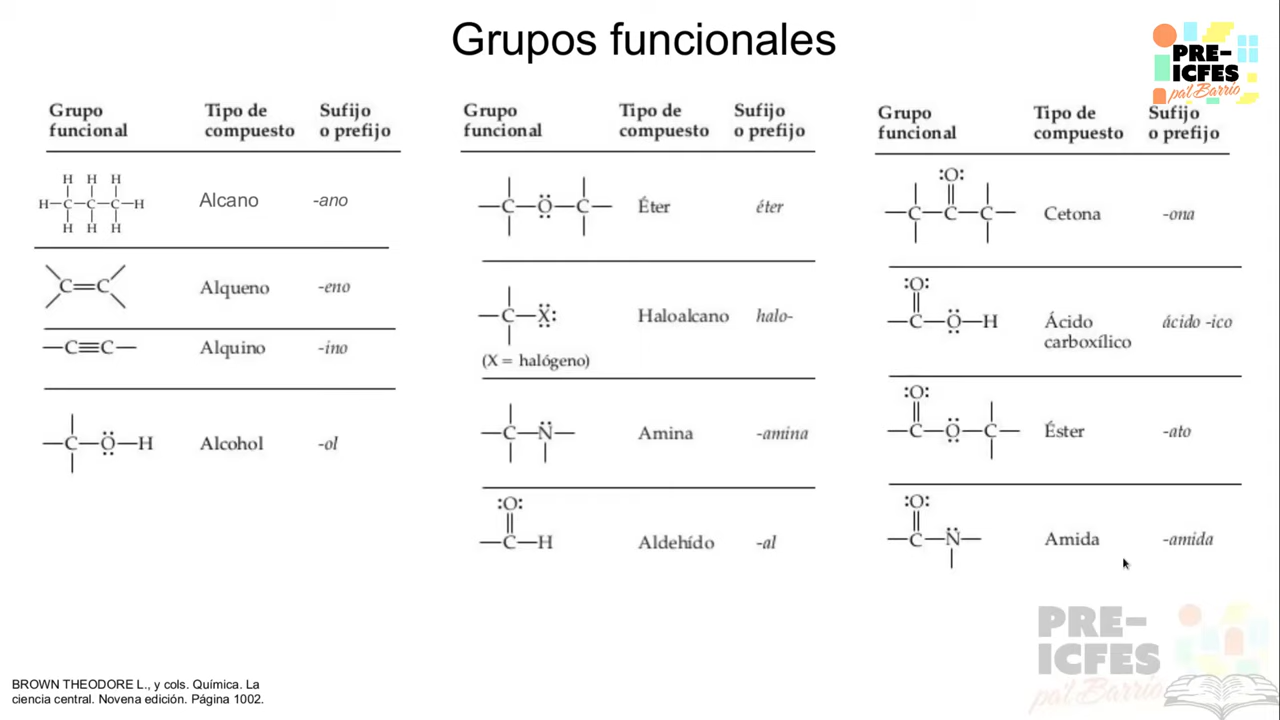 Grupos funcionales
PRE-
ICFES
pa'l Barrio
Grupo funcional Tipo de compuesto Sufijo o prefijo
H H H
H—C—C—C—H Alcano -ano
H H H
C=C Alqueno -eno
—C≡C— Alquino -ino
—C—Ö—H Alcohol -ol
Grupo funcional Tipo de compuesto Sufijo o prefijo
—C—Ö—C— Éter éter
—C—Ẍ: Haloalcano halo-
(X = halógeno)
—C—N̈— Amina -amina
:O:
—C—H Aldehído -al
Grupo funcional Tipo de compuesto Sufijo o prefijo
:O:
—C—C—C— Cetona -ona
:O:
—C—Ö—H Ácido carboxílico ácido -ico
:O:
—C—Ö—C— Éster -ato
:O:
—C—N̈— Amida -amida
PRE-
ICFES
pa'l Barrio
BROWN THEODORE L., y cols. Química. La
ciencia central. Novena edición. Página 1002.